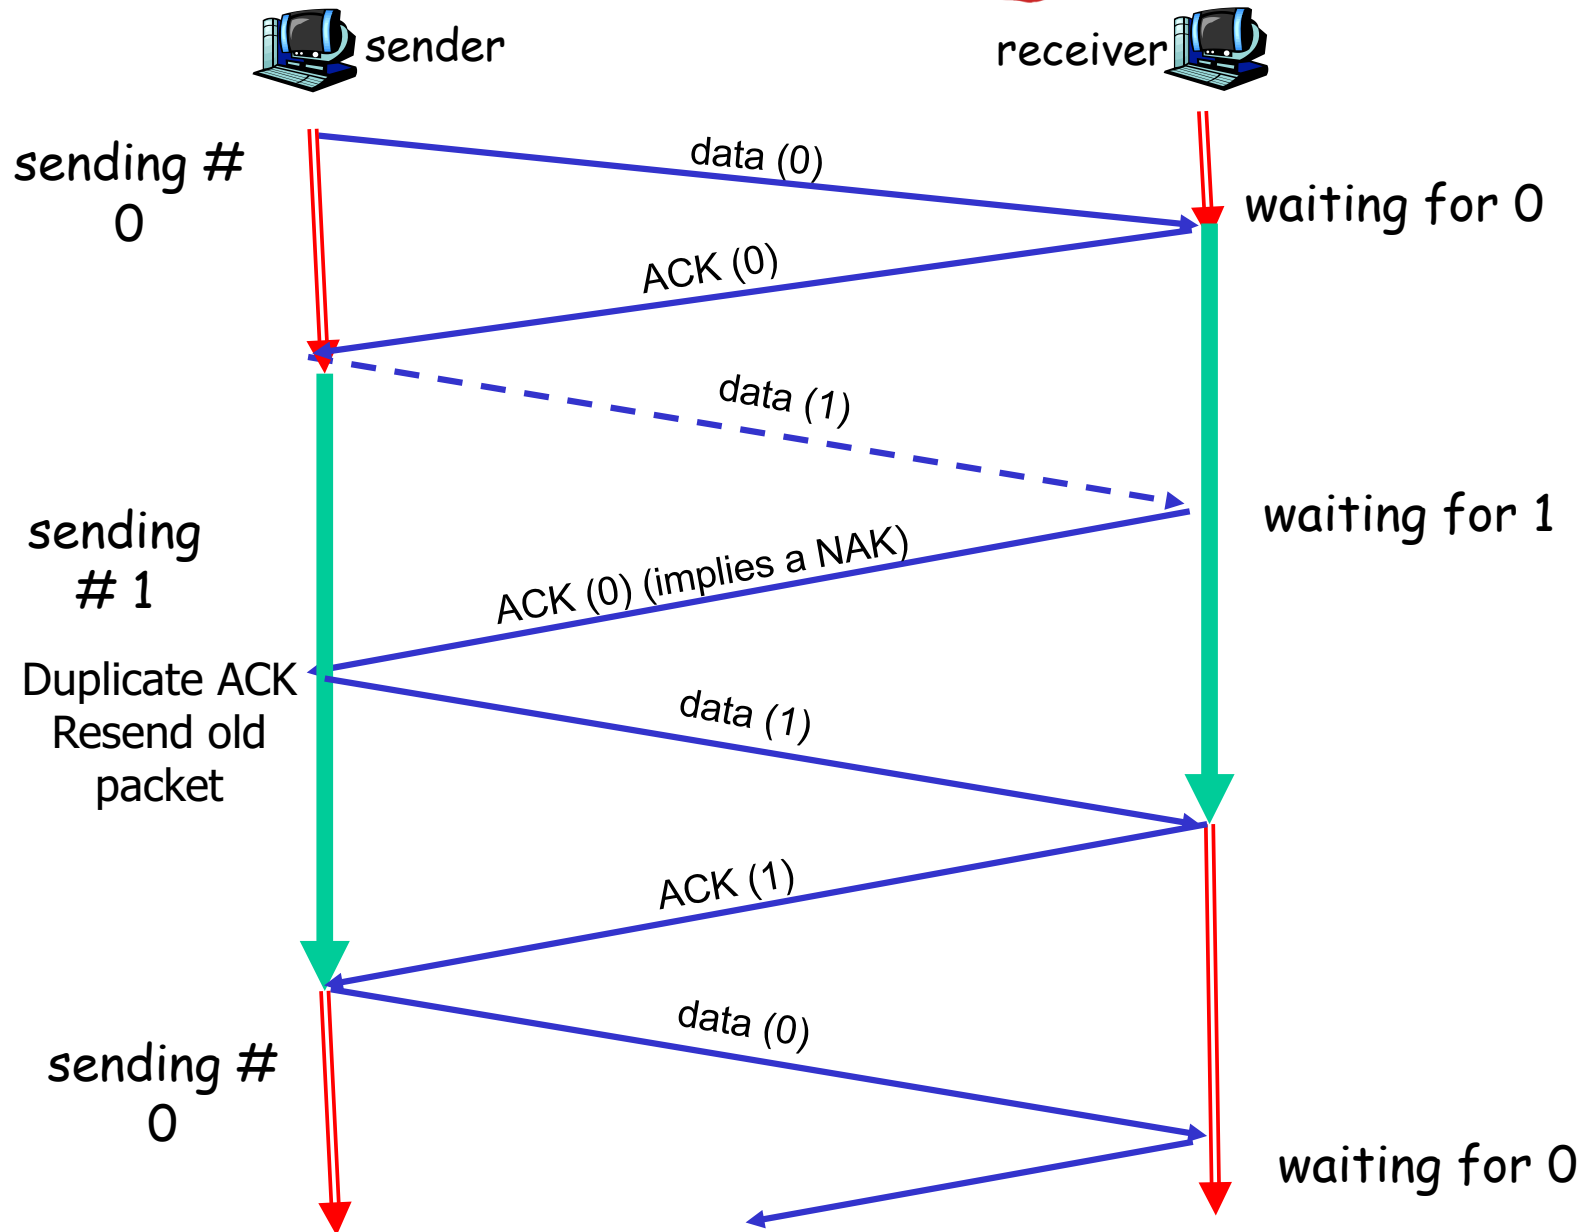 sender
receiver
data (0)
sending #
0
waiting for 0
ACK (0)
data (1)
sending
# 1
waiting for 1
ACK (0) (implies a NAK)
Duplicate ACK
Resend old
packet
data (1)
ACK (1)
data (0)
sending #
0
waiting for 0